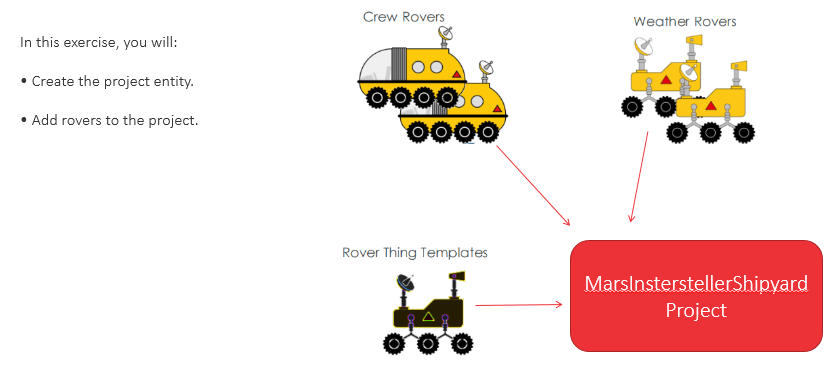 In this exercise, you will:
• Create the project entity.
• Add rovers to the project.
Crew Rovers
Weather Rovers
Rover Thing Templates
MarsInsterstellerShipyard
Project